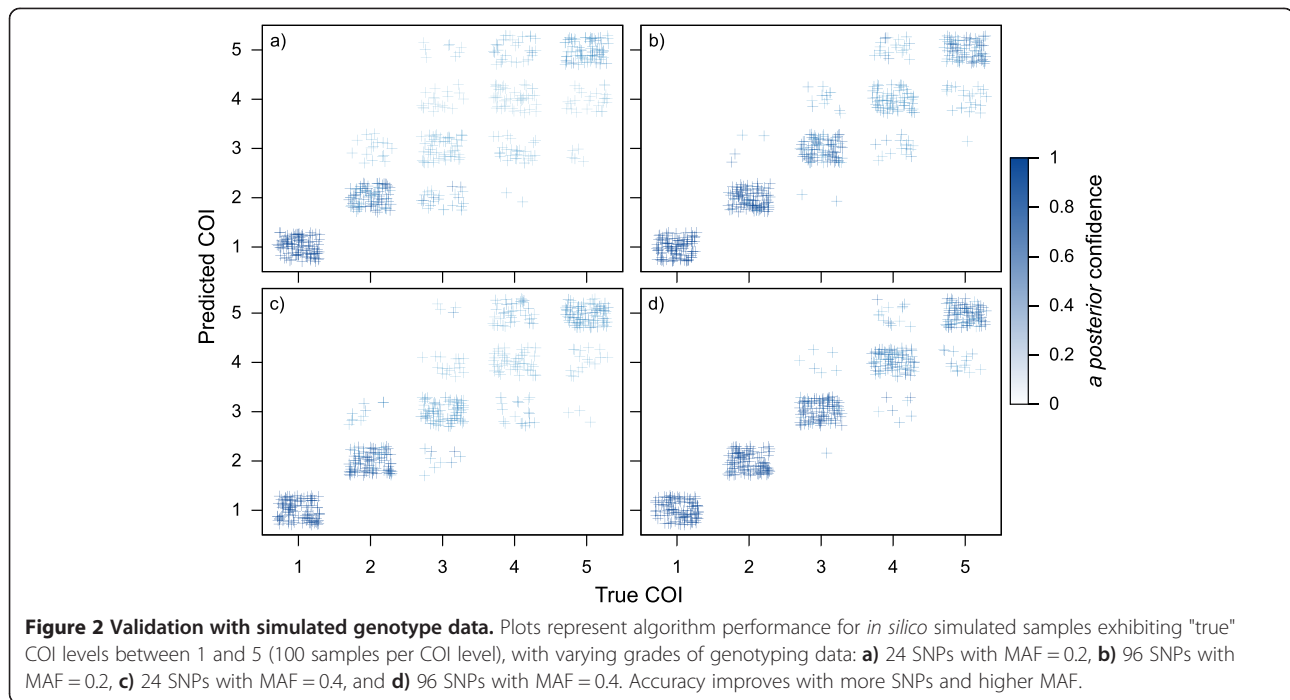 a)
b)
5
4
3
2
1
c)
d)
5
4
3
2
1
Predicted COI
1 2 3 4 5 1 2 3 4 5
True COI
1
0.8
0.6
0.4
0.2
0
a posterior confidence
Figure 2 Validation with simulated genotype data. Plots represent algorithm performance for in silico simulated samples exhibiting "true"
COI levels between 1 and 5 (100 samples per COI level), with varying grades of genotyping data: a) 24 SNPs with MAF = 0.2, b) 96 SNPs with
MAF = 0.2, c) 24 SNPs with MAF = 0.4, and d) 96 SNPs with MAF = 0.4. Accuracy improves with more SNPs and higher MAF.